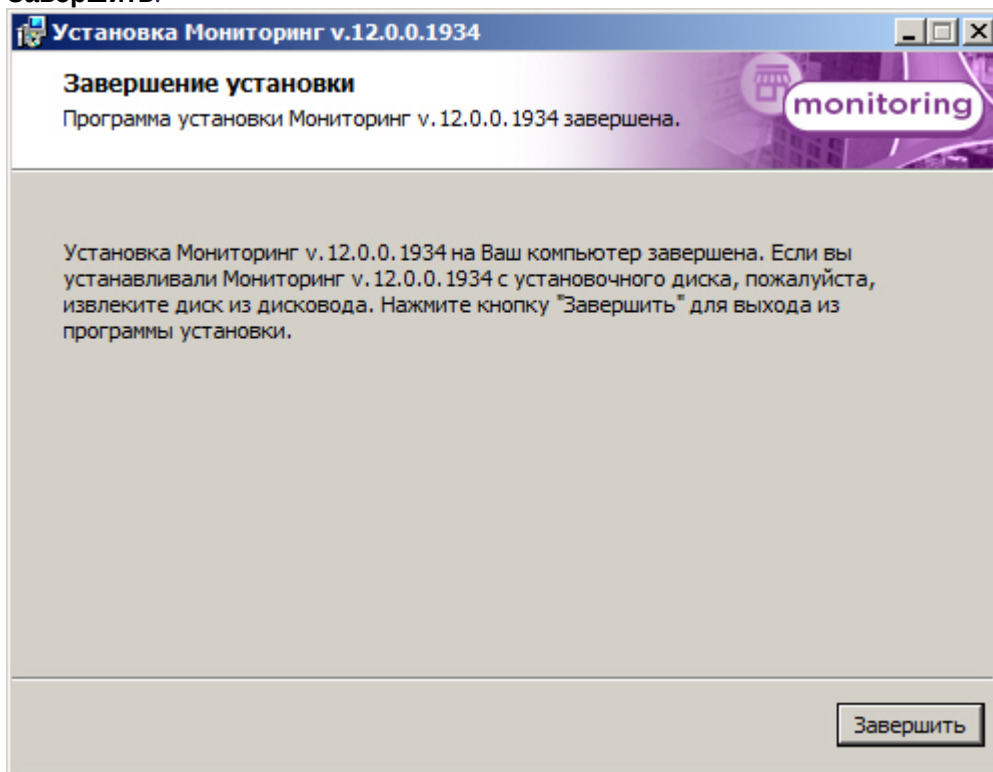 Завершить.
Установка Мониторинг v.12.0.0.1934
Завершение установки
Программа установки Мониторинг v.12.0.0.1934 завершена.
monitoring
Установка Мониторинг v.12.0.0.1934 на Ваш компьютер завершена. Если вы
устанавливали Мониторинг v.12.0.0.1934 с установочного диска, пожалуйста,
извлеките диск из дисковода. Нажмите кнопку "Завершить" для выхода из
программы установки.
Завершить